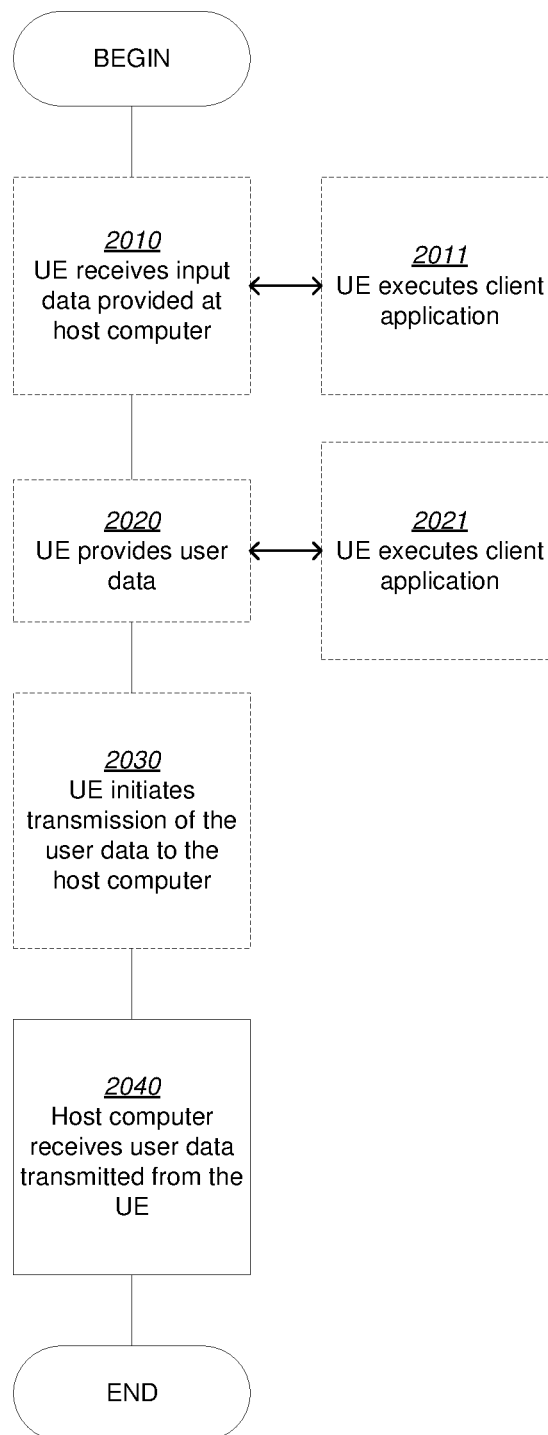 BEGIN
2010
UE receives input
data provided at
host computer
2011
UE executes client
application
2020
UE provides user
data
2021
UE executes client
application
2030
UE initiates
transmission of the
user data to the
host computer
2040
Host computer
receives user data
transmitted from the
UE
END